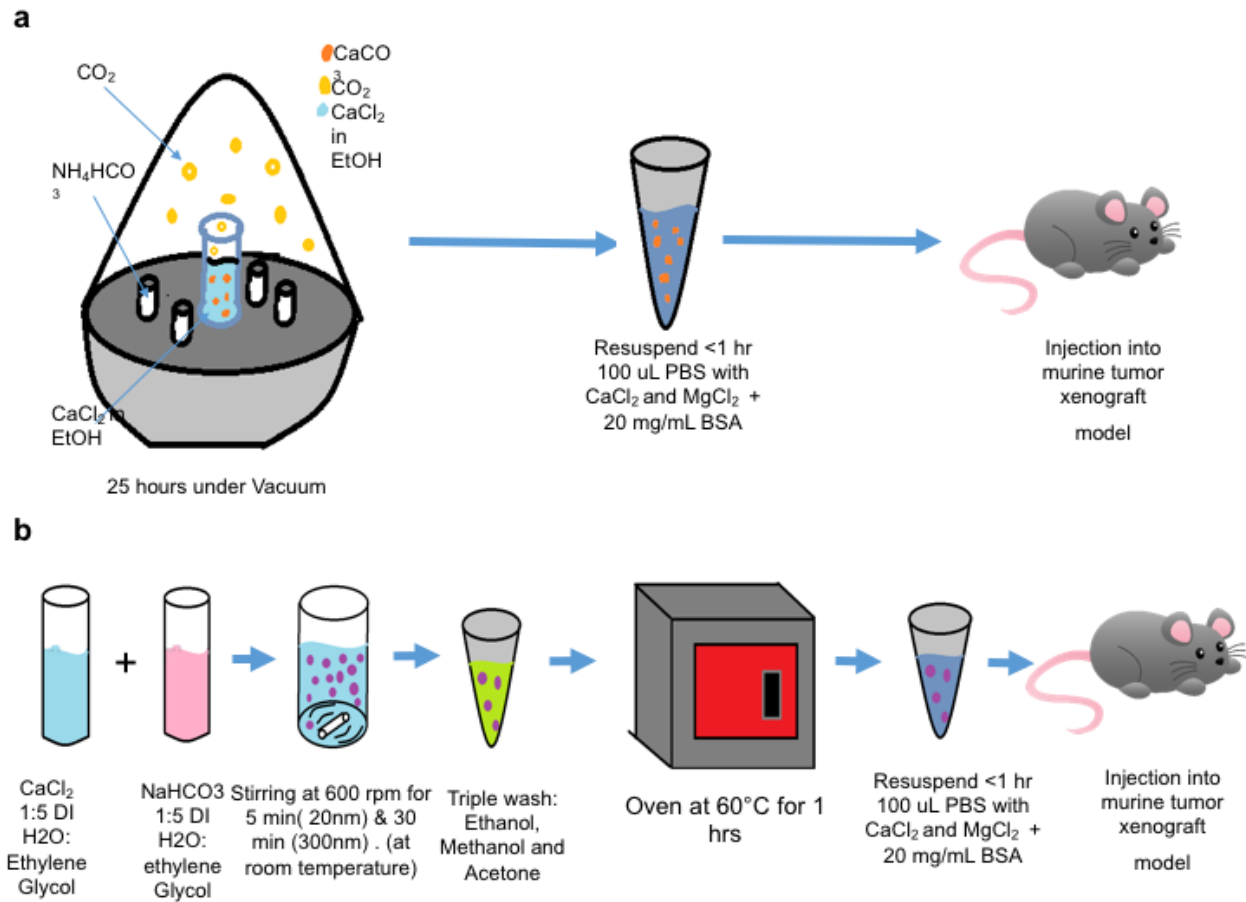 a
CaCO
3
CO₂
CaCl₂
in
EtOH
CO₂
NH₄HCO
3
CaCl₂ in
EtOH
25 hours under Vacuum
Resuspend <1 hr
100 uL PBS with
CaCl₂ and MgCl₂ +
20 mg/mL BSA
Injection into
murine tumor
xenograft
model
b
+
CaCl₂
1:5 DI
H2O:
Ethylene
Glycol
NaHCO3
1:5 DI
H2O:
ethylene
Glycol
Stirring at 600 rpm for
5 min( 20nm) & 30
min (300nm) . (at
room temperature)
Triple wash:
Ethanol,
Methanol and
Acetone
Oven at 60°C for 1
hrs
Resuspend <1 hr
100 uL PBS with
CaCl₂ and MgCl₂ +
20 mg/mL BSA
Injection into
murine tumor
xenograft
model